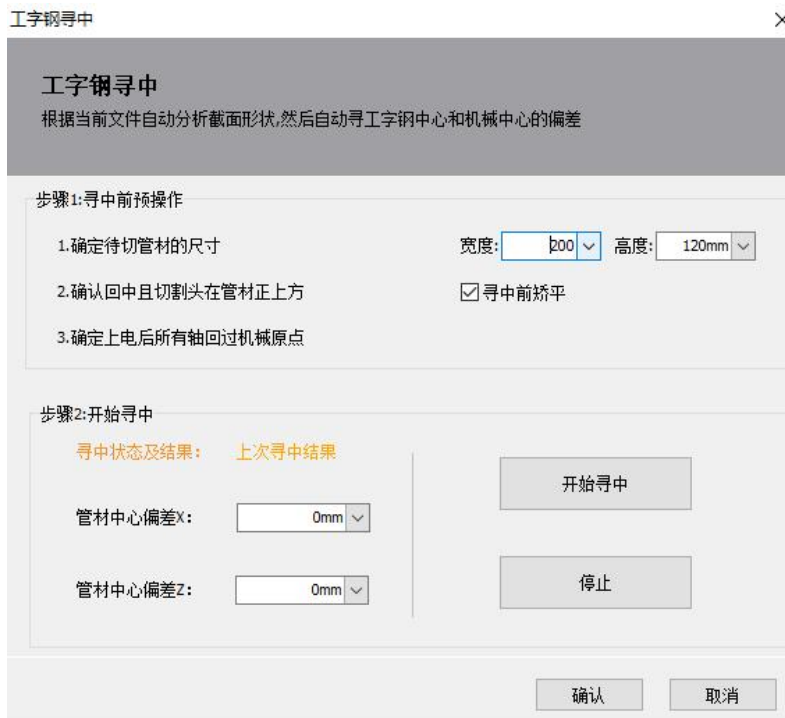 工字钢寻中
工字钢寻中
根据当前文件自动分析截面形状,然后自动寻工字钢中心和机械中心的偏差
步骤1:寻中前预操作
1.确定待切管材的尺寸 宽度: 200 高度: 120mm
2.确认回中且切割头在管材正上方 寻中前矫平
3.确定上电后所有轴回过机械原点
步骤2:开始寻中
寻中状态及结果: 上次寻中结果
开始寻中
管材中心偏差X: 0mm
管材中心偏差Z: 0mm
停止
确认 取消